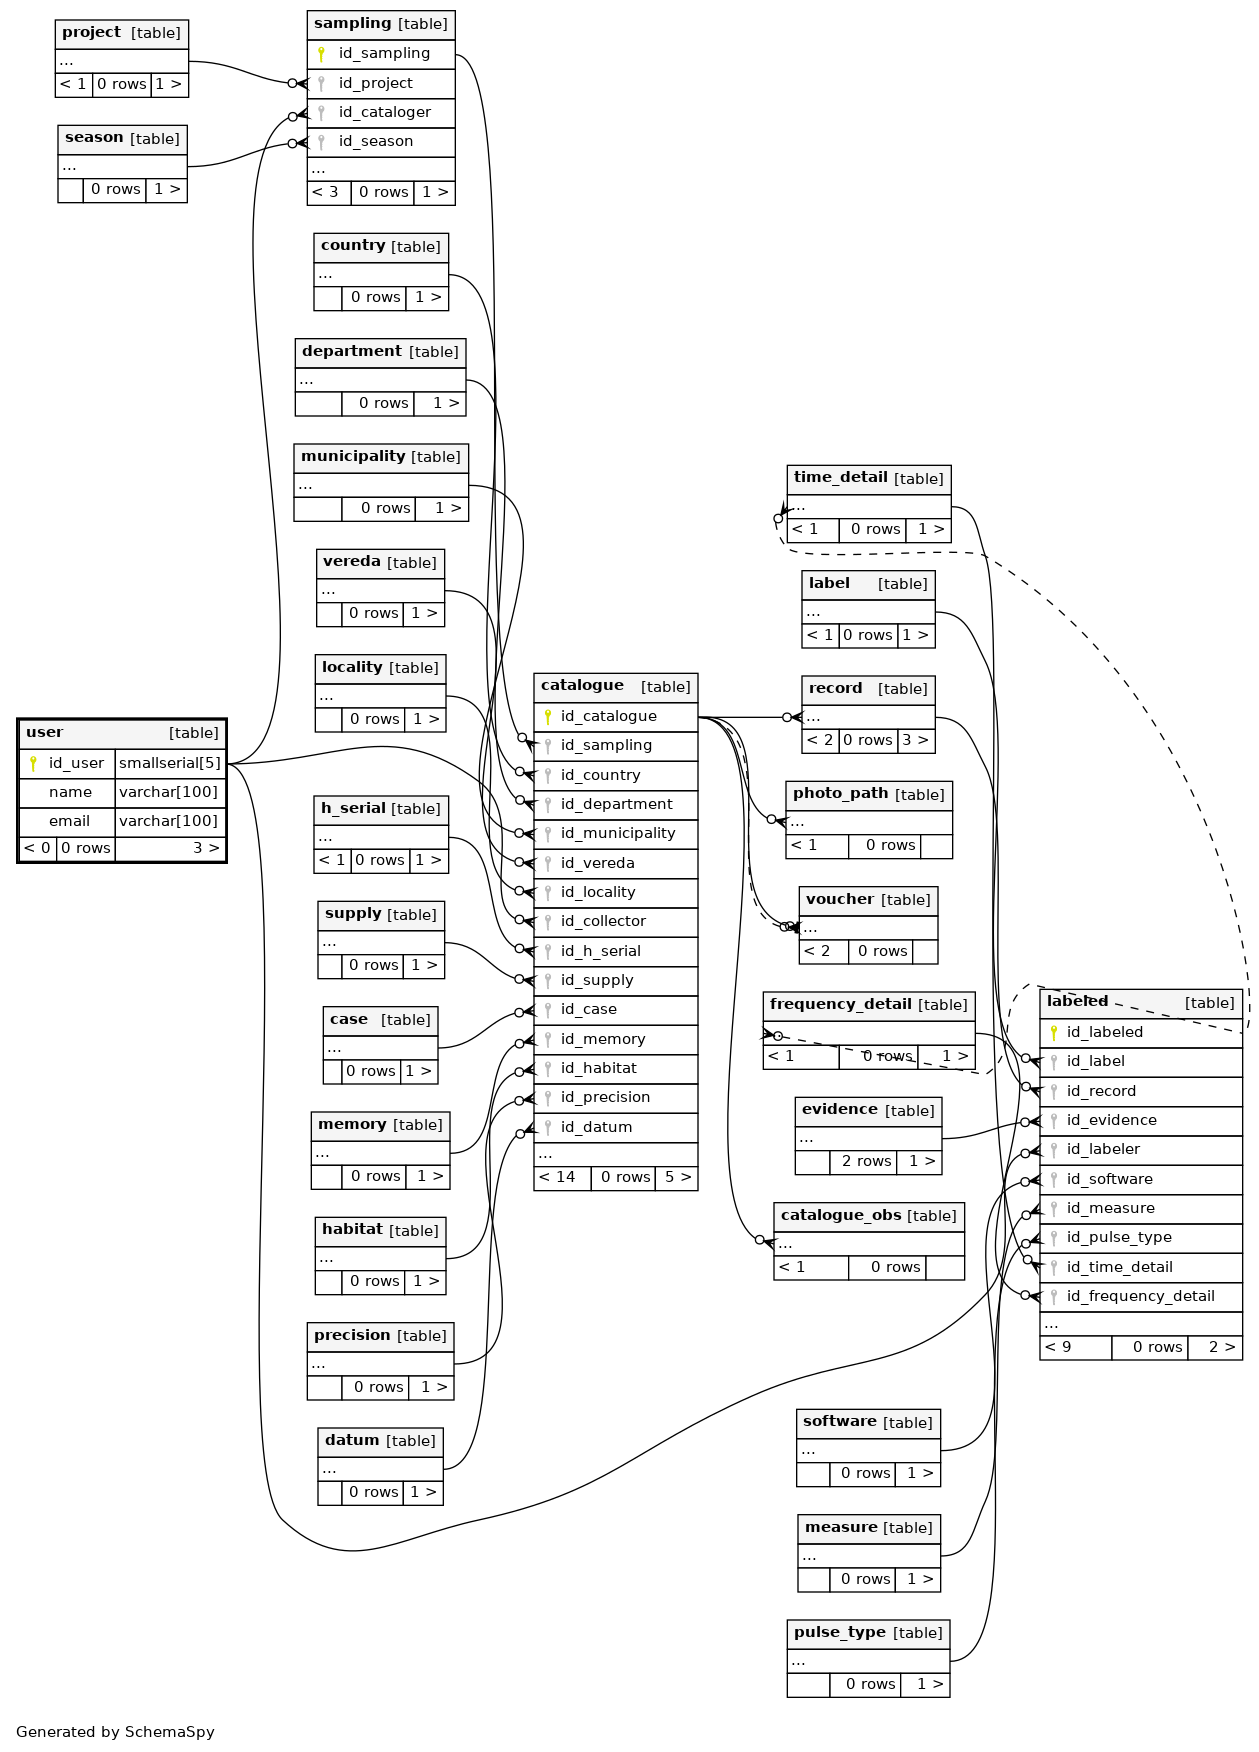 project [table]
...
< 1 0 rows 1 >
season [table]
...
0 rows 1 >
sampling [table]
id_sampling
id_project
id_cataloger
id_season
...
< 3 0 rows 1 >
country [table]
...
0 rows 1 >
department [table]
...
0 rows 1 >
municipality [table]
...
0 rows 1 >
vereda [table]
...
0 rows 1 >
locality [table]
...
0 rows 1 >
user [table]
id_user smallserial[5]
name varchar[100]
email varchar[100]
< 0 0 rows 3 >
h_serial [table]
...
< 1 0 rows 1 >
supply [table]
...
0 rows 1 >
case [table]
...
0 rows 1 >
memory [table]
...
0 rows 1 >
habitat [table]
...
0 rows 1 >
precision [table]
...
0 rows 1 >
datum [table]
...
0 rows 1 >
catalogue [table]
id_catalogue
id_sampling
id_country
id_department
id_municipality
id_vereda
id_locality
id_collector
id_h_serial
id_supply
id_case
id_memory
id_habitat
id_precision
id_datum
...
< 14 0 rows 5 >
time_detail [table]
...
< 1 0 rows 1 >
label [table]
...
< 1 0 rows 1 >
record [table]
...
< 2 0 rows 3 >
photo_path [table]
...
< 1 0 rows
voucher [table]
...
< 2 0 rows
frequency_detail [table]
...
< 1 0 rows 1 >
evidence [table]
...
2 rows 1 >
catalogue_obs [table]
...
< 1 0 rows
labeled [table]
id_labeled
id_label
id_record
id_evidence
id_labeler
id_software
id_measure
id_pulse_type
id_time_detail
id_frequency_detail
...
< 9 0 rows 2 >
software [table]
...
0 rows 1 >
measure [table]
...
0 rows 1 >
pulse_type [table]
...
0 rows 1 >
Generated by SchemaSpy